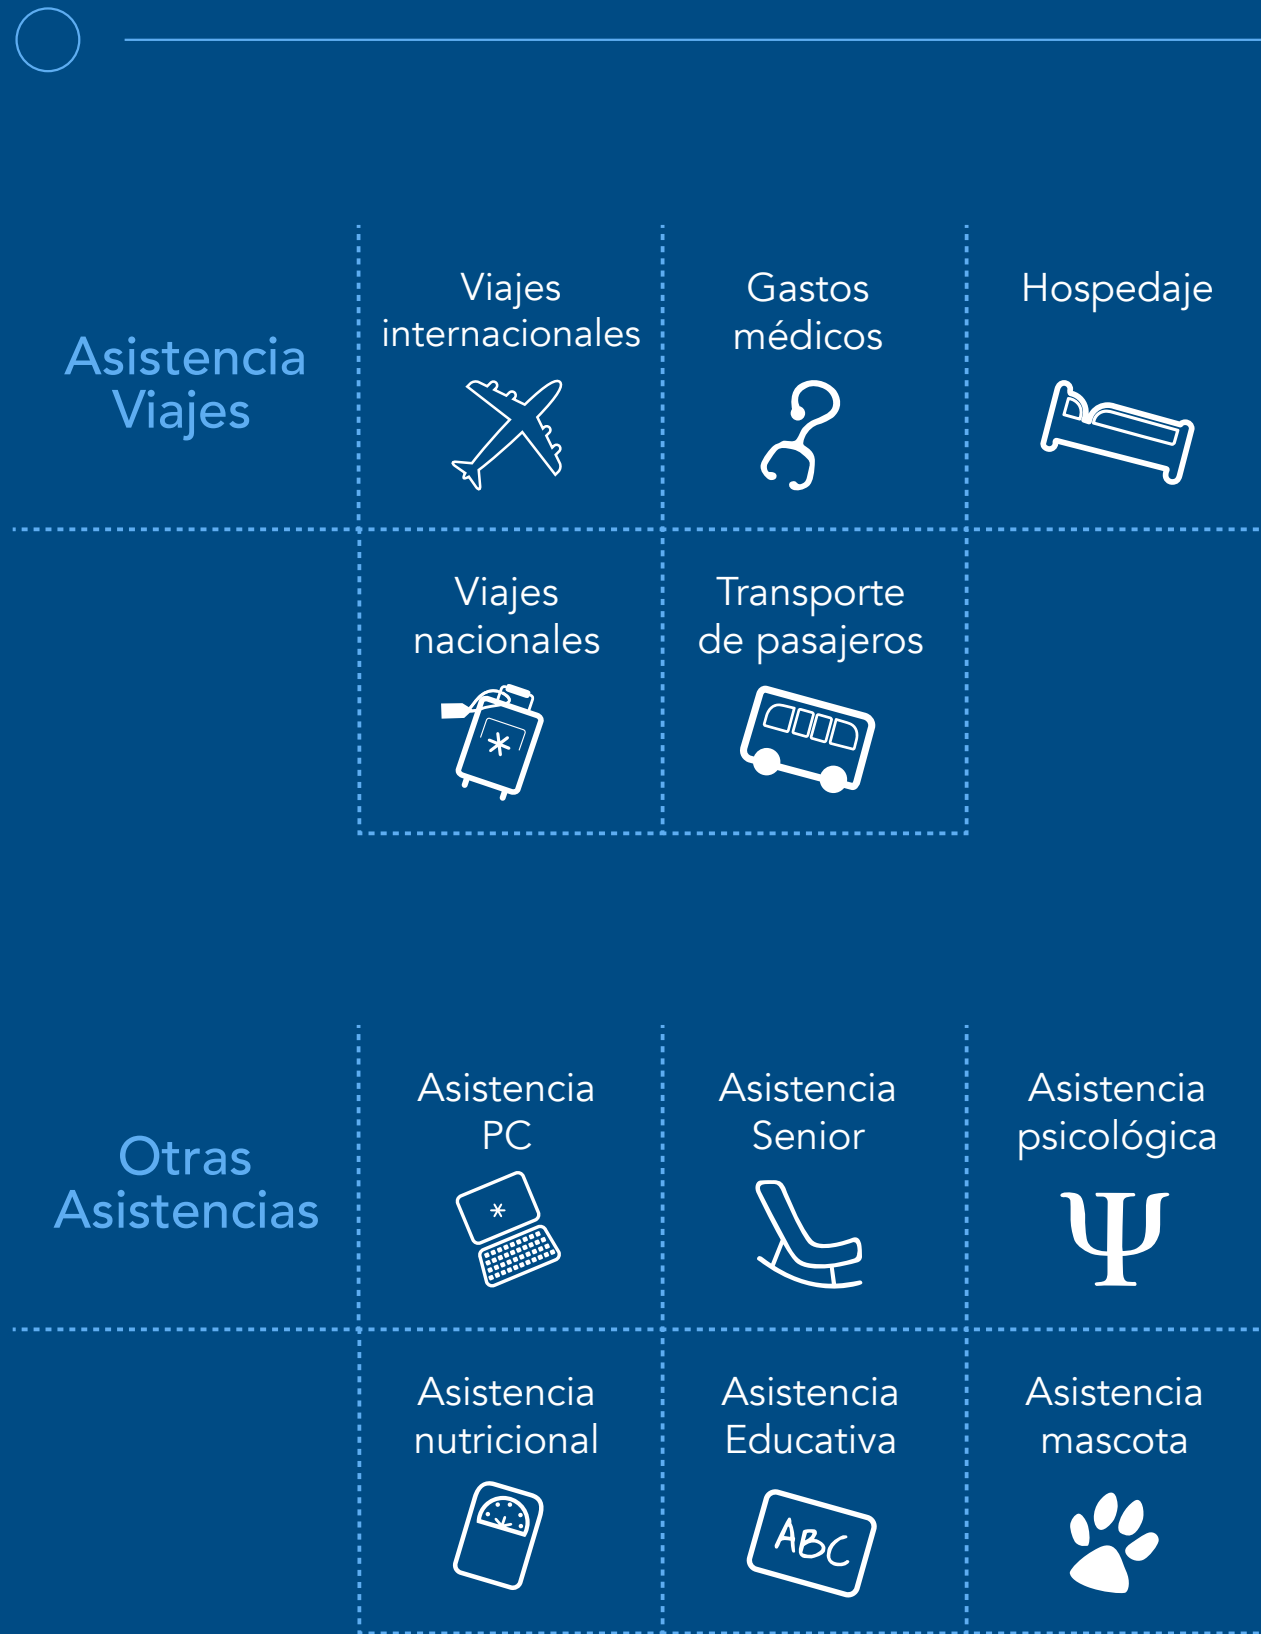 Asistencia
Viajes
Viajes
internacionales
Gastos
médicos
Hospedaje
Viajes
nacionales
Transporte
de pasajeros
Otras
Asistencias
Asistencia
PC
Asistencia
Senior
Asistencia
psicológica
Ψ
Asistencia
nutricional
Asistencia
Educativa
ABC
Asistencia
mascota